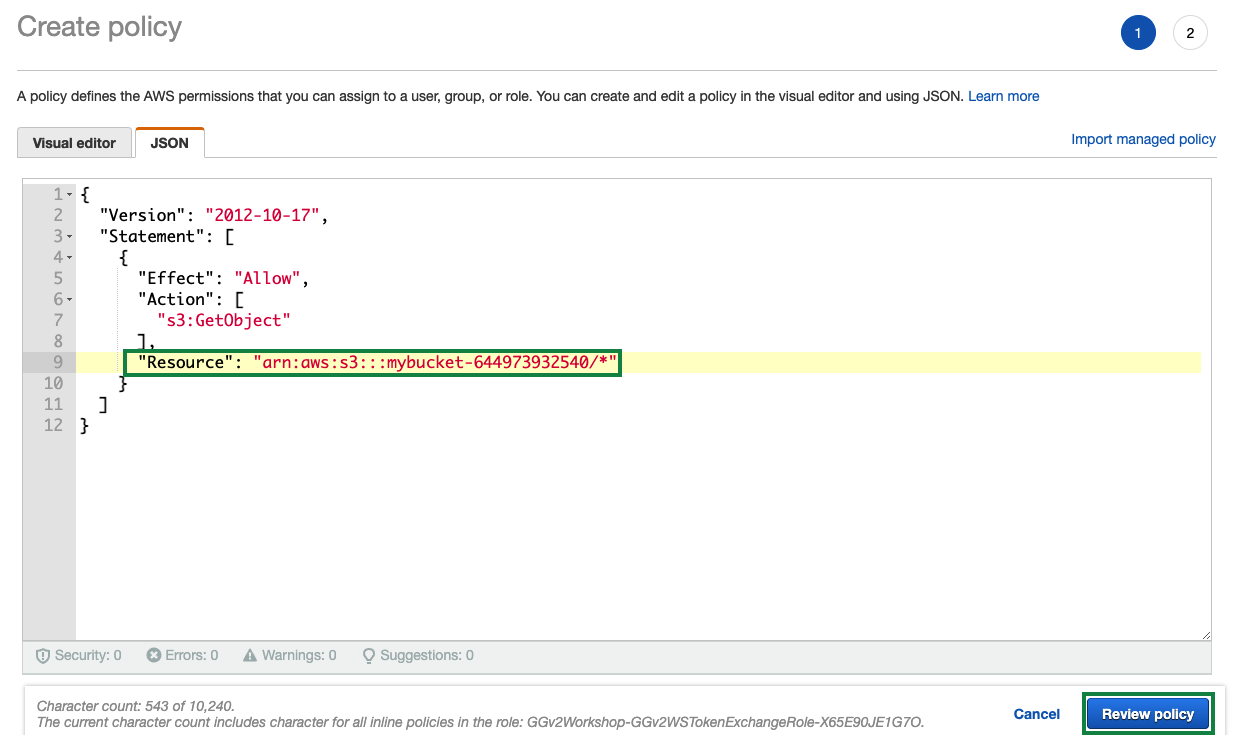 Create policy
1
2
A policy defines the AWS permissions that you can assign to a user, group, or role. You can create and edit a policy in the visual editor and using JSON. Learn more
Visual editor
JSON
Import managed policy
1 {
2 "Version": "2012-10-17",
3 "Statement": [
4 {
5 "Effect": "Allow",
6 "Action": [
7 "s3:GetObject"
8 ],
9 "Resource": "arn:aws:s3:::mybucket-644973932540/*"
10 }
11 ]
12 }
Security: 0 Errors: 0 Warnings: 0 Suggestions: 0
Character count: 543 of 10,240.
The current character count includes character for all inline policies in the role: GGv2Workshop-GGv2WSTokenExchangeRole-X65E90JE1G7O.
Cancel
Review policy